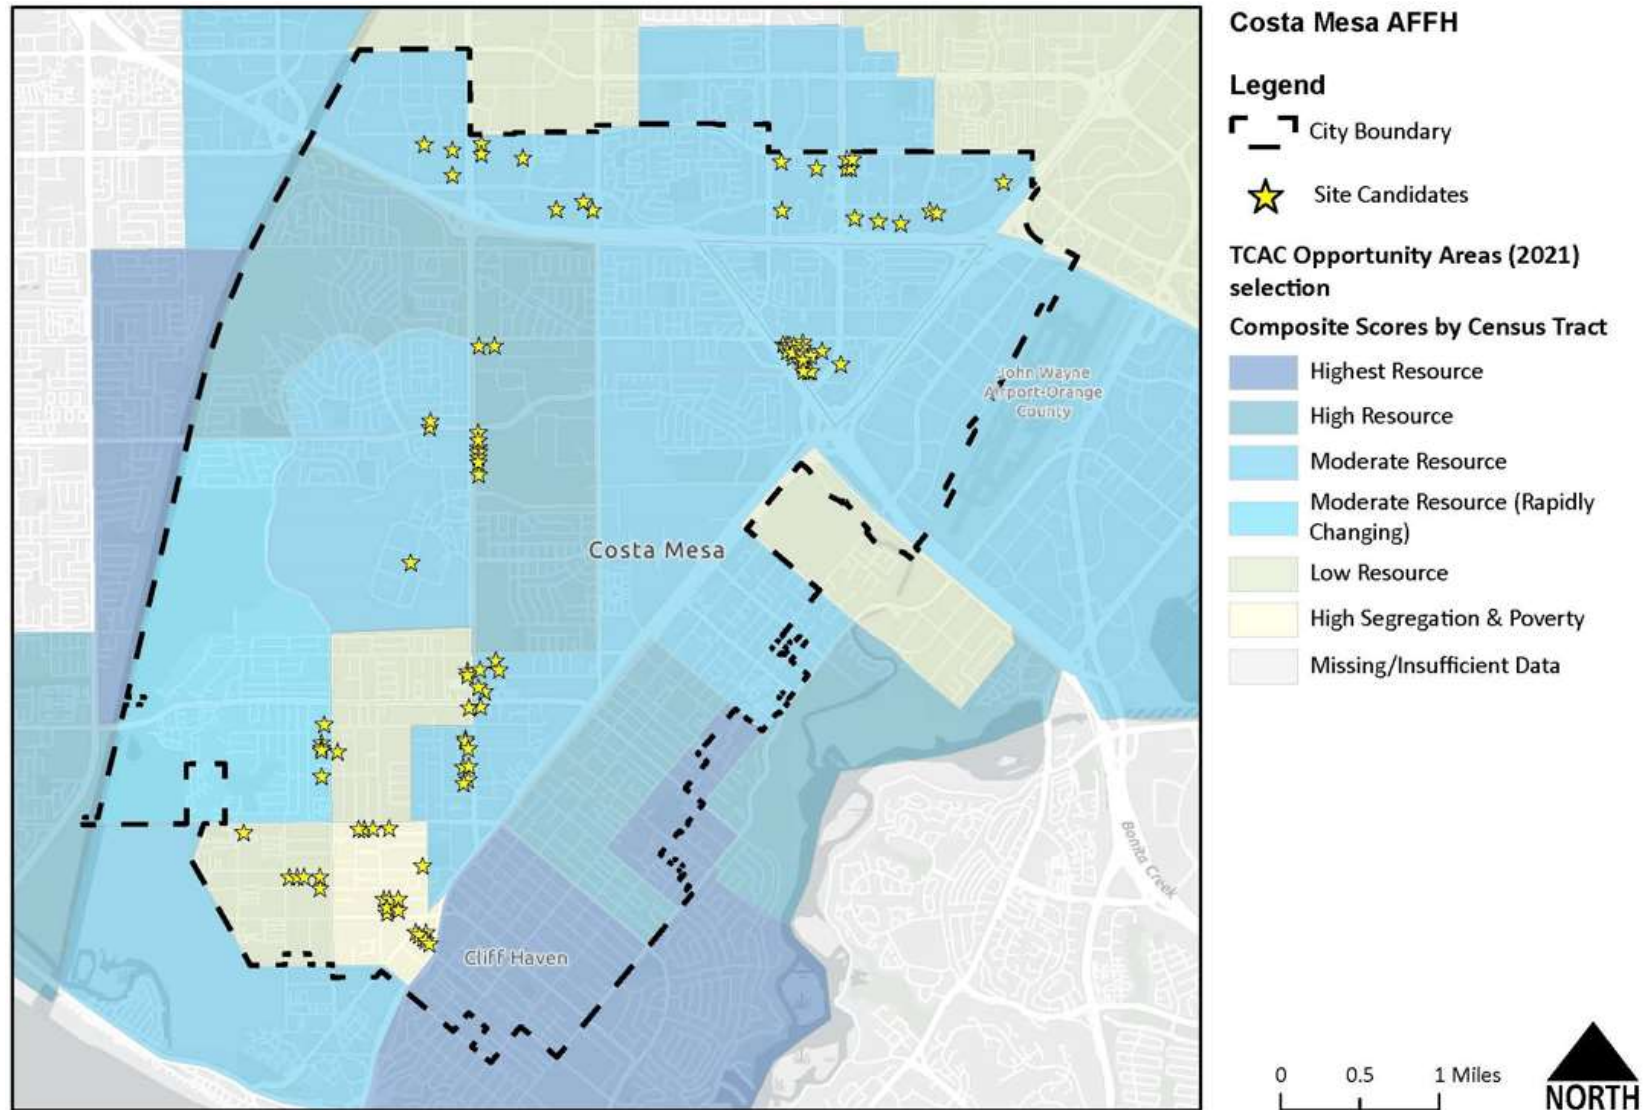 Costa Mesa AFFH
Legend
City Boundary
Site Candidates
TCAC Opportunity Areas (2021)
selection
Composite Scores by Census Tract
Highest Resource
High Resource
Moderate Resource
Moderate Resource (Rapidly
Changing)
Low Resource
High Segregation & Poverty
Missing/Insufficient Data
John Wayne
Airport-Orange
County
Costa Mesa
Cliff Haven
Bonita Creek
0 0.5 1 Miles
NORTH